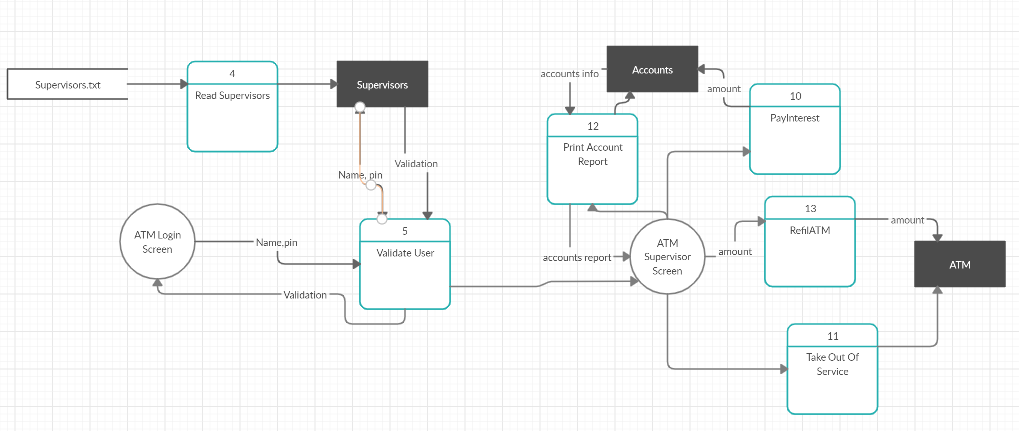 Supervisors.txt
4
Read Supervisors
Supervisors
Validation
Name, pin
ATM Login
Screen
Name,pin
5
Validate User
Validation
Accounts
accounts info
12
Print Account
Report
accounts report
amount
10
PayInterest
ATM
Supervisor
Screen
amount
13
RefilATM
amount
ATM
11
Take Out Of
Service